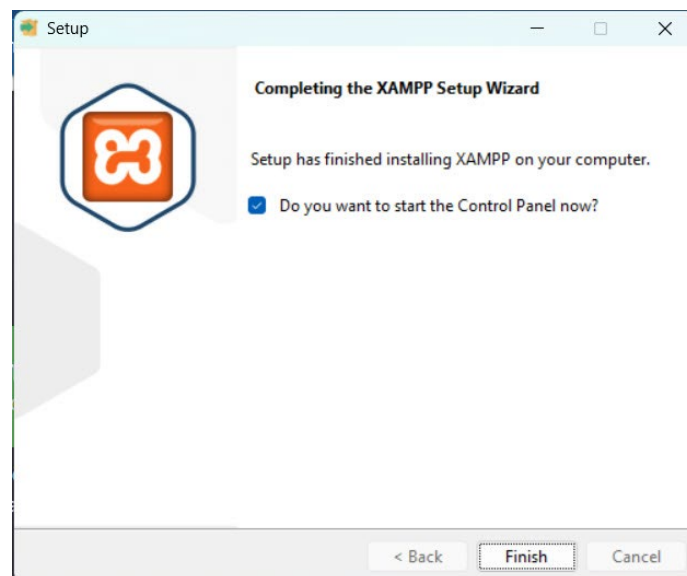 Setup
Completing the XAMPP Setup Wizard
Setup has finished installing XAMPP on your computer.
Do you want to start the Control Panel now?
< Back
Finish
Cancel